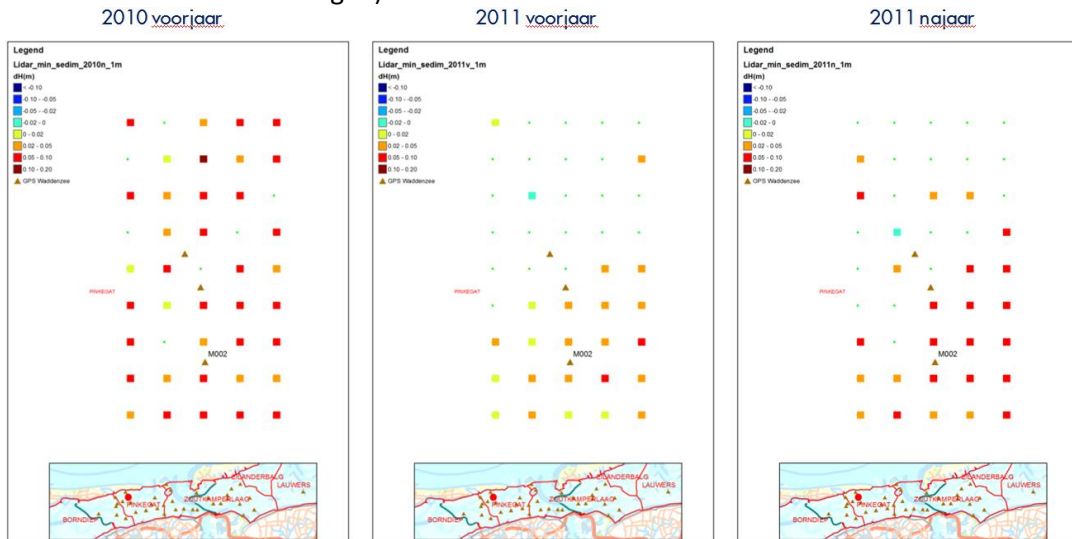 2010 voorjaar
2011 voorjaar
2011 najaar
Legend
Lidar_min_sedim_2010n_1m
dH(m)
< -0.10
-0.10 - -0.05
-0.05 - -0.02
-0.02 - 0
0 - 0.02
0.02 - 0.05
0.05 - 0.10
0.10 - 0.20
GPS Waddenzee
PINKEGAT
M002
EILANDERBALG
LAUWERS
PINKEGAT
ZOUTKAMPERLAAG
BORNDIEP
Legend
Lidar_min_sedim_2011v_1m
dH(m)
< -0.10
-0.10 - -0.05
-0.05 - -0.02
-0.02 - 0
0 - 0.02
0.02 - 0.05
0.05 - 0.10
0.10 - 0.20
GPS Waddenzee
PINKEGAT
M002
EILANDERBALG
LAUWERS
PINKEGAT
ZOUTKAMPERLAAG
BORNDIEP
Legend
Lidar_min_sedim_2011n_1m
dH(m)
< -0.10
-0.10 - -0.05
-0.05 - -0.02
-0.02 - 0
0 - 0.02
0.02 - 0.05
0.05 - 0.10
0.10 - 0.20
GPS Waddenzee
PINKEGAT
M002
EILANDERBALG
LAUWERS
PINKEGAT
ZOUTKAMPERLAAG
BORNDIEP